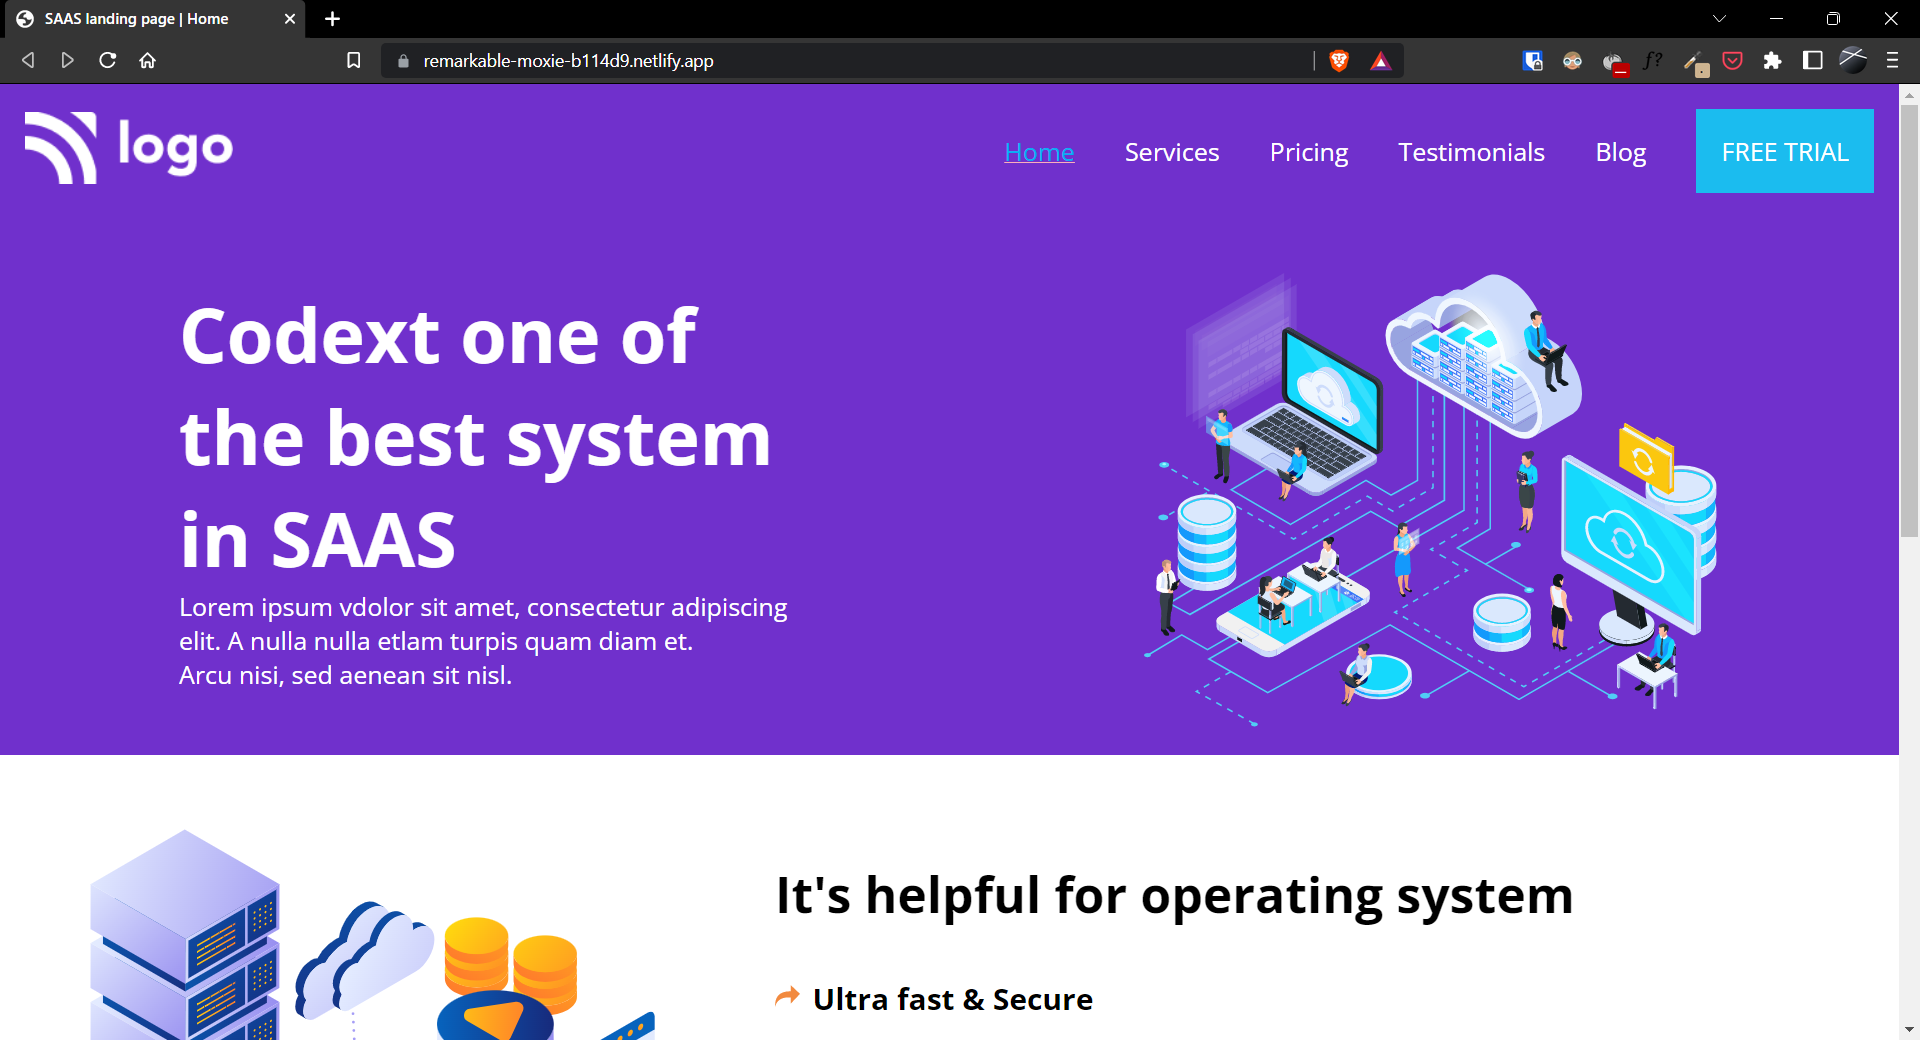 SAAS landing page | Home
remarkable-moxie-b114d9.netlify.app
f?
logo
Home Services Pricing Testimonials Blog FREE TRIAL
Codext one of
the best system
in SAAS
Lorem ipsum vdolor sit amet, consectetur adipiscing
elit. A nulla nulla etlam turpis quam diam et.
Arcu nisi, sed aenean sit nisl.
It's helpful for operating system
Ultra fast & Secure